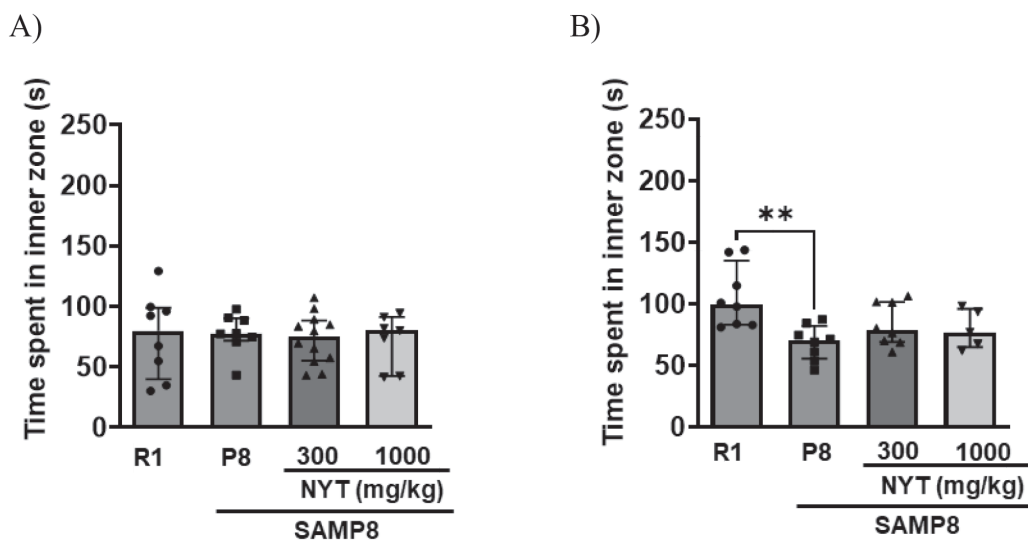 A)
Time spent in inner zone (s)
250
200
150
100
50
0
R1 P8 300 1000
NYT (mg/kg)
SAMP8
B)
Time spent in inner zone (s)
250
200
150
100
50
0
**
R1 P8 300 1000
NYT (mg/kg)
SAMP8